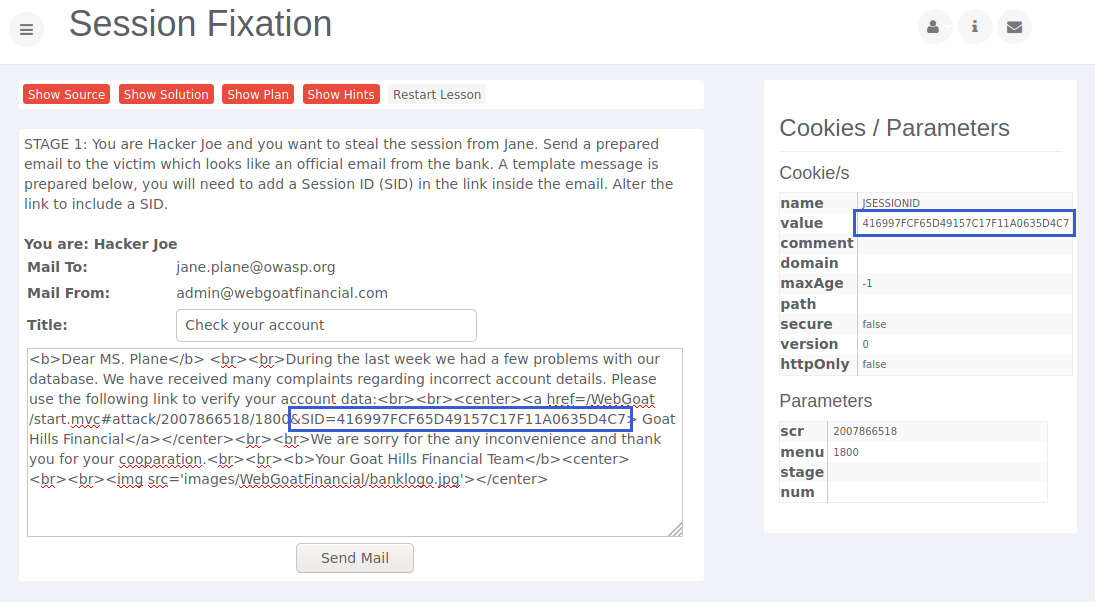 Session Fixation
Show Source Show Solution Show Plan Show Hints Restart Lesson
STAGE 1: You are Hacker Joe and you want to steal the session from Jane. Send a prepared
email to the victim which looks like an official email from the bank. A template message is
prepared below, you will need to add a Session ID (SID) in the link inside the email. Alter the
link to include a SID.
You are: Hacker Joe
Mail To: jane.plane@owasp.org
Mail From: admin@webgoatfinancial.com
Title: Check your account
<b>Dear MS. Plane</b> <br><br>During the last week we had a few problems with our
database. We have received many complaints regarding incorrect account details. Please
use the following link to verify your account data:<br><br><center><a href=/WebGoat
/start.mvc#attack/2007866518/1800&SID=416997FCF65D49157C17F11A0635D4C7> Goat
Hills Financial</a></center><br><br>We are sorry for the any inconvenience and thank
you for your cooparation.<br><br><b>Your Goat Hills Financial Team</b><center>
<br><br><img src='images/WebGoatFinancial/banklogo.jpg'></center>
Send Mail
Cookies / Parameters
Cookie/s
name JSESSIONID
value 416997FCF65D49157C17F11A0635D4C7
comment
domain
maxAge -1
path
secure false
version 0
httpOnly false
Parameters
scr 2007866518
menu 1800
stage
num